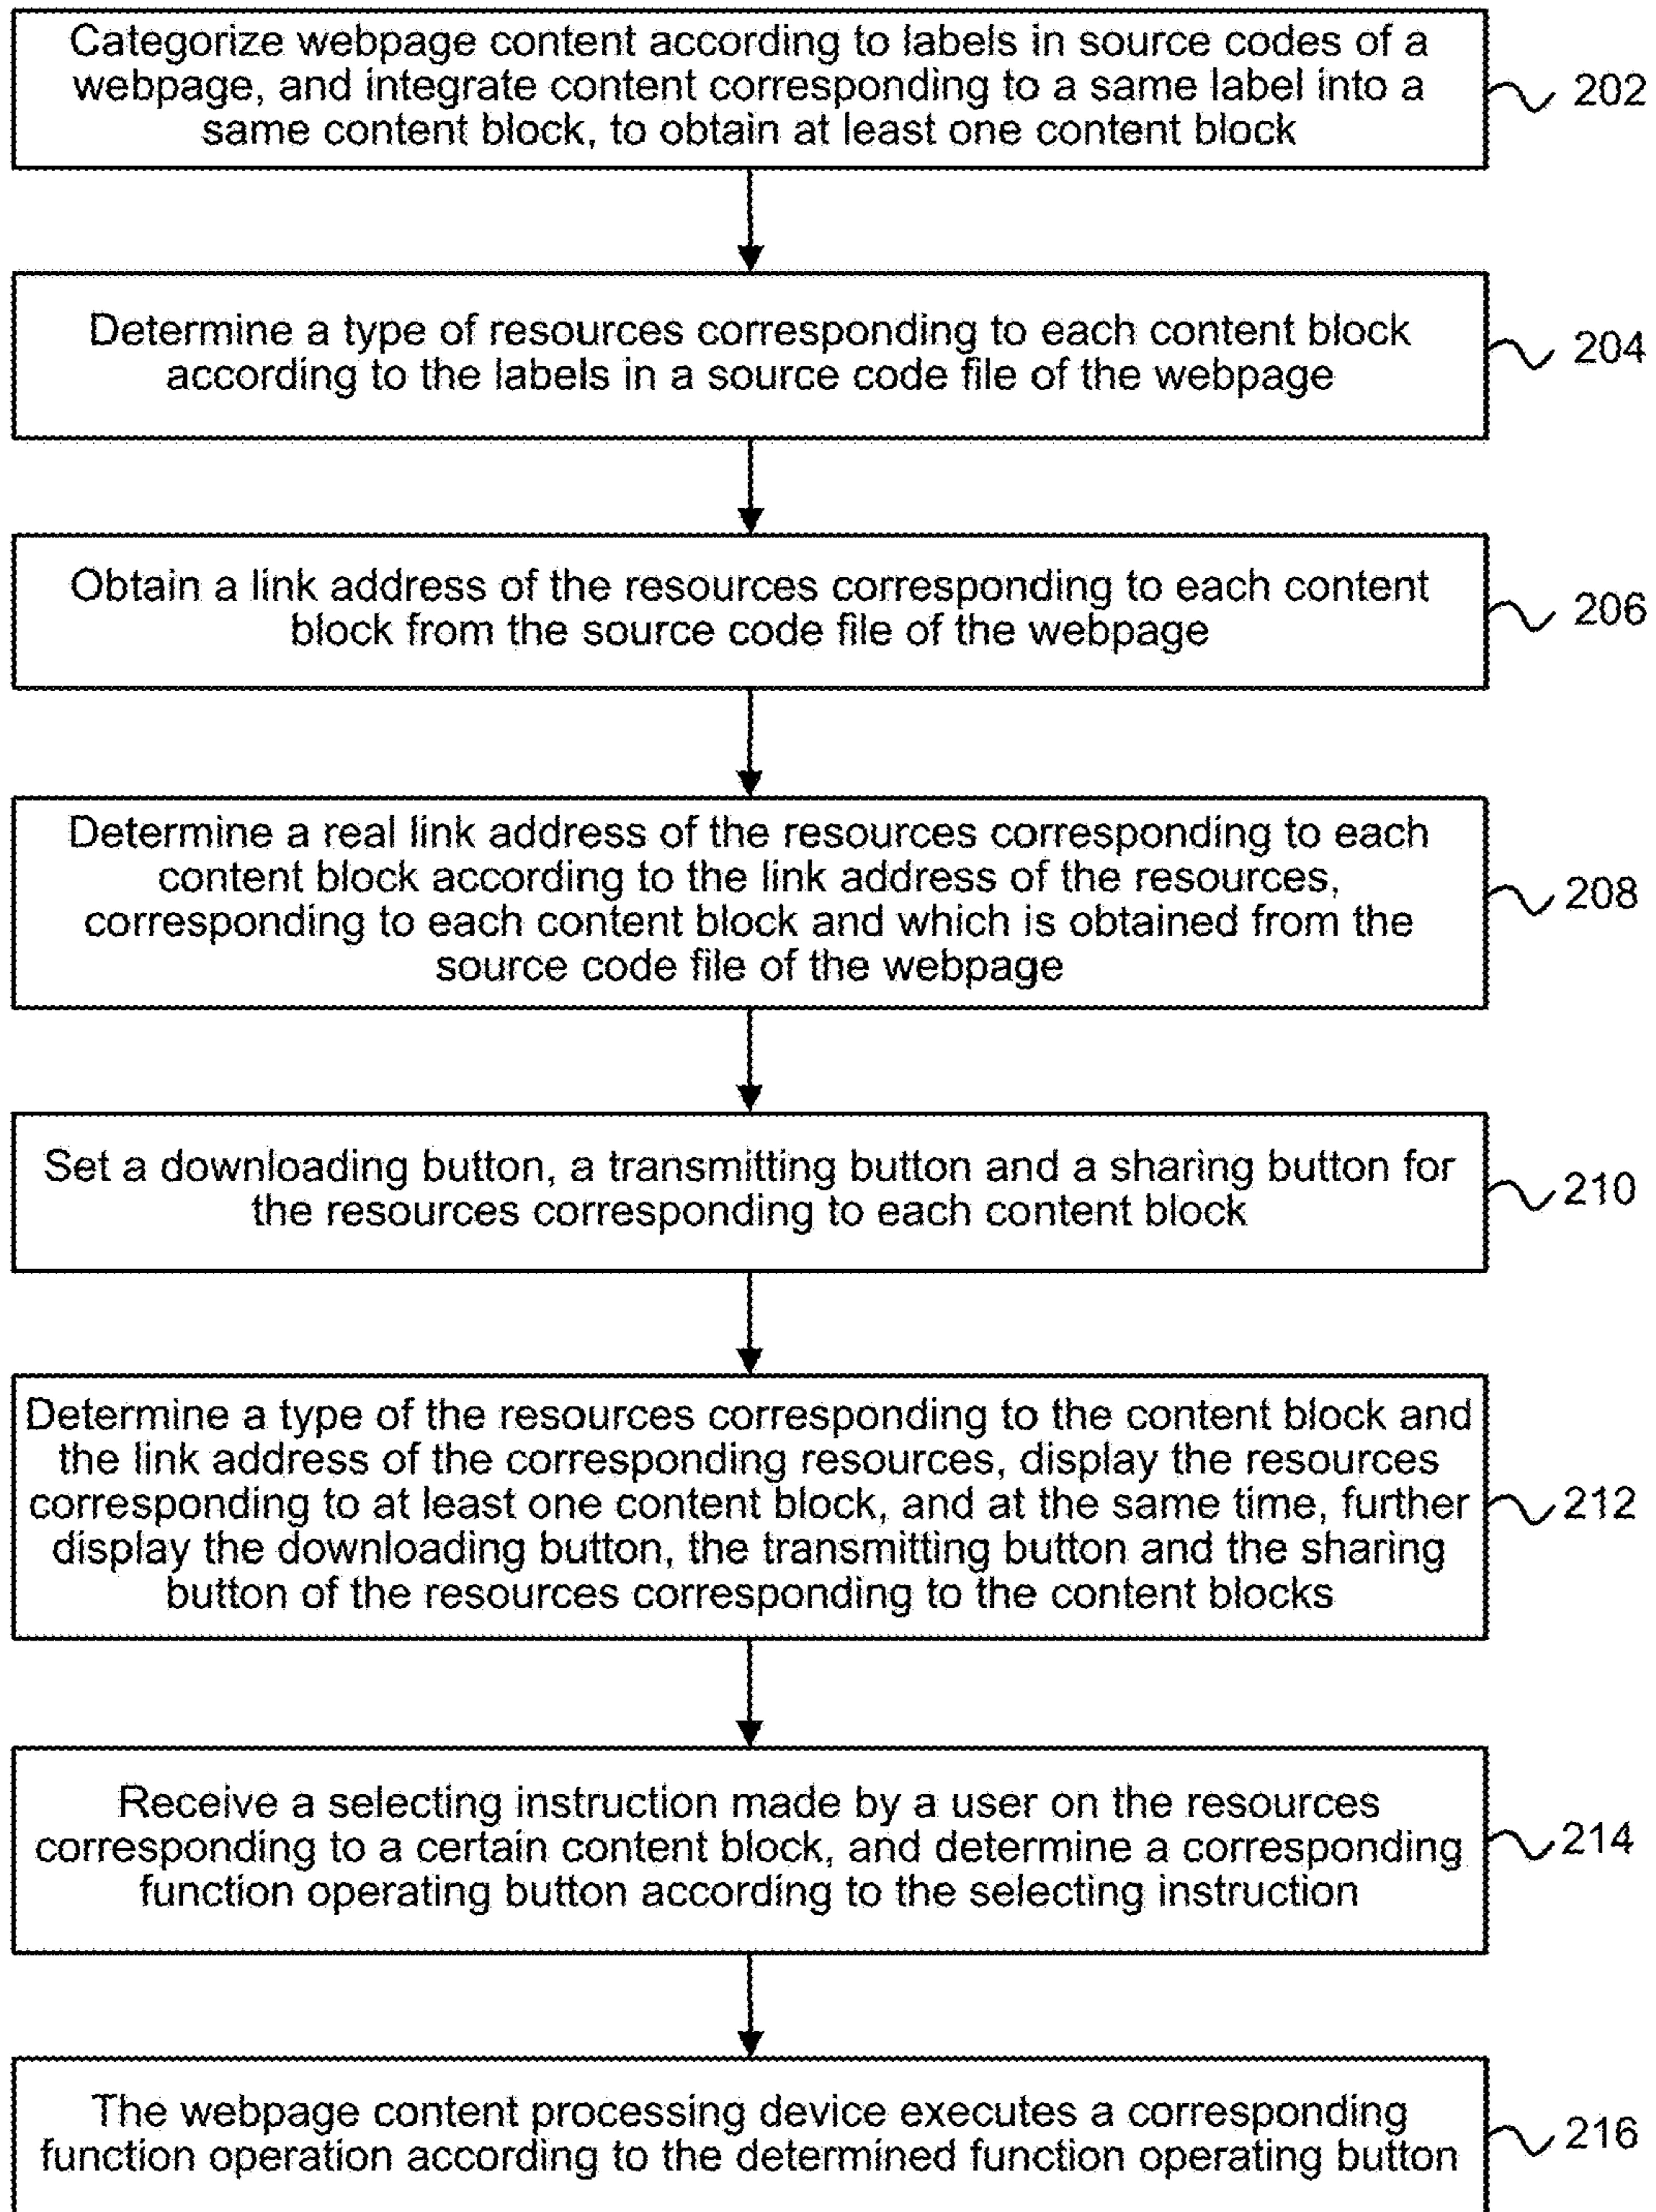 Categorize webpage content according to labels in source codes of a
webpage, and integrate content corresponding to a same label into a
same content block, to obtain at least one content block
202
Determine a type of resources corresponding to each content block
according to the labels in a source code file of the webpage
204
Obtain a link address of the resources corresponding to each content
block from the source code file of the webpage
206
Determine a real link address of the resources corresponding to each
content block according to the link address of the resources,
corresponding to each content block and which is obtained from the
source code file of the webpage
208
Set a downloading button, a transmitting button and a sharing button for
the resources corresponding to each content block
210
Determine a type of the resources corresponding to the content block and
the link address of the corresponding resources, display the resources
corresponding to at least one content block, and at the same time, further
display the downloading button, the transmitting button and the sharing
button of the resources corresponding to the content blocks
212
Receive a selecting instruction made by a user on the resources
corresponding to a certain content block, and determine a corresponding
function operating button according to the selecting instruction
214
The webpage content processing device executes a corresponding
function operation according to the determined function operating button
216